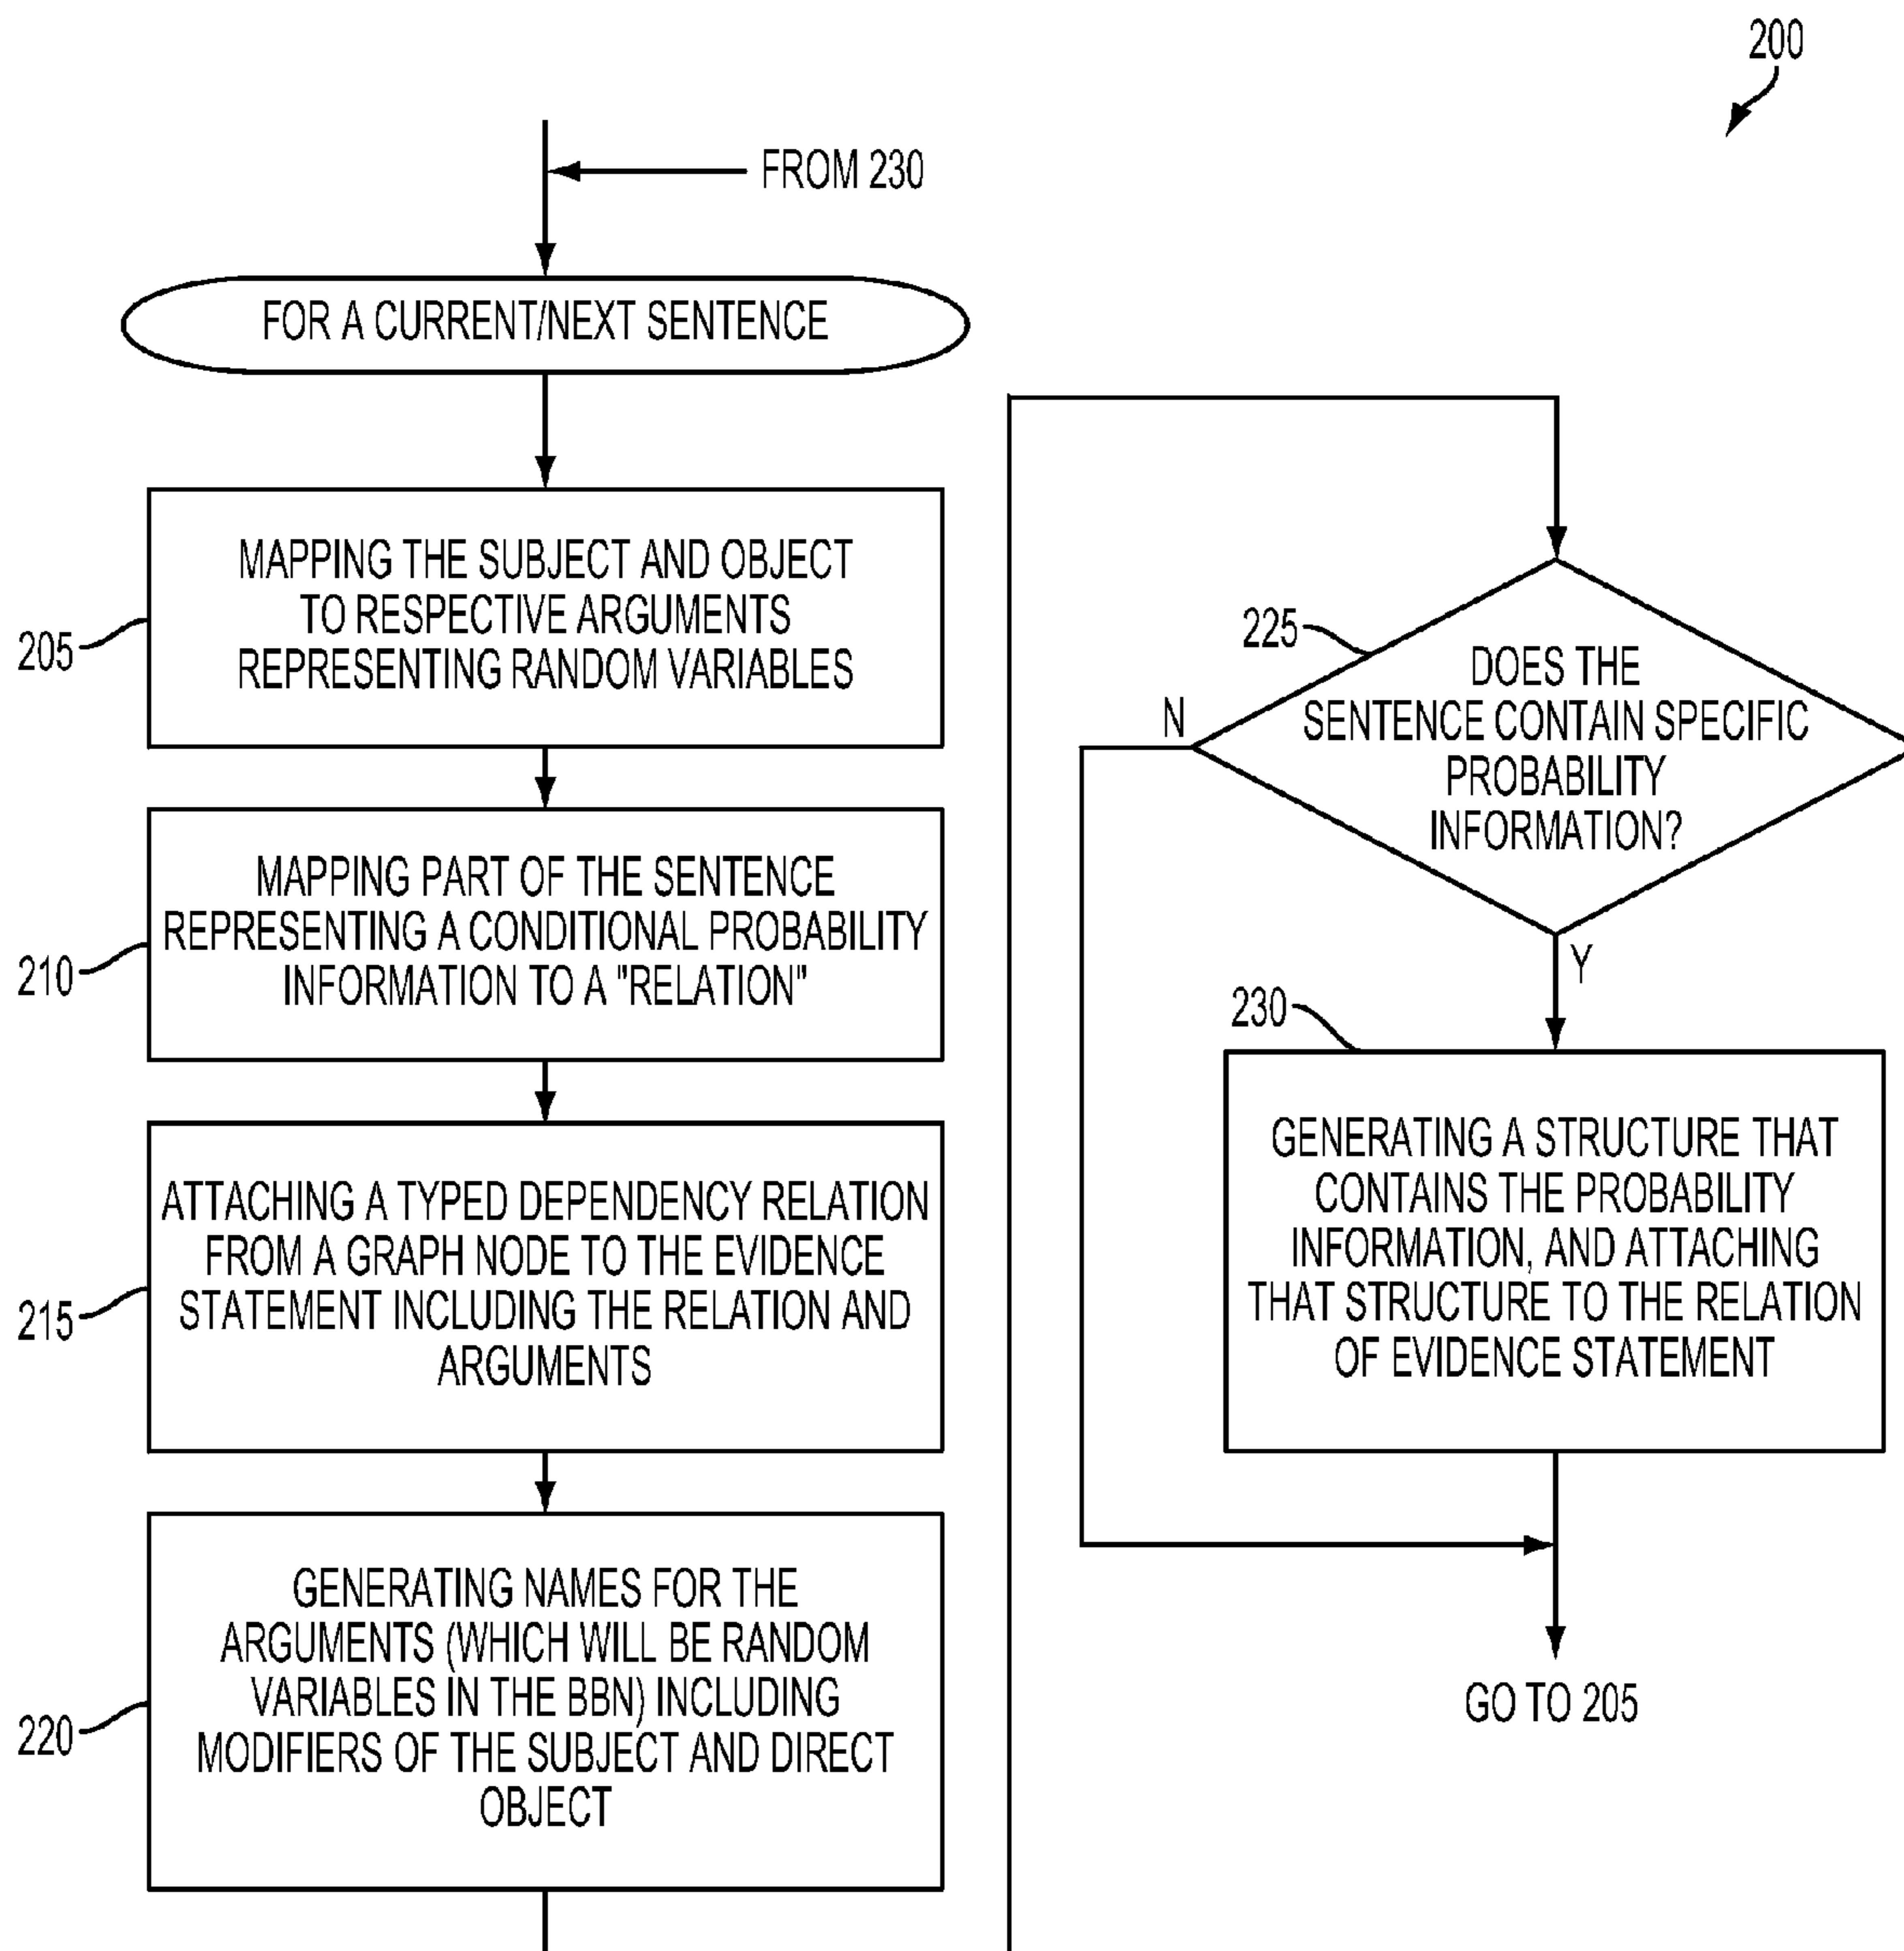 200
FROM 230
FOR A CURRENT/NEXT SENTENCE
205
MAPPING THE SUBJECT AND OBJECT
TO RESPECTIVE ARGUMENTS
REPRESENTING RANDOM VARIABLES
210
MAPPING PART OF THE SENTENCE
REPRESENTING A CONDITIONAL PROBABILITY
INFORMATION TO A "RELATION"
215
ATTACHING A TYPED DEPENDENCY RELATION
FROM A GRAPH NODE TO THE EVIDENCE
STATEMENT INCLUDING THE RELATION AND
ARGUMENTS
220
GENERATING NAMES FOR THE
ARGUMENTS (WHICH WILL BE RANDOM
VARIABLES IN THE BBN) INCLUDING
MODIFIERS OF THE SUBJECT AND DIRECT
OBJECT
225
DOES THE
SENTENCE CONTAIN SPECIFIC
PROBABILITY
INFORMATION?
N
Y
230
GENERATING A STRUCTURE THAT
CONTAINS THE PROBABILITY
INFORMATION, AND ATTACHING
THAT STRUCTURE TO THE RELATION
OF EVIDENCE STATEMENT
GO TO 205